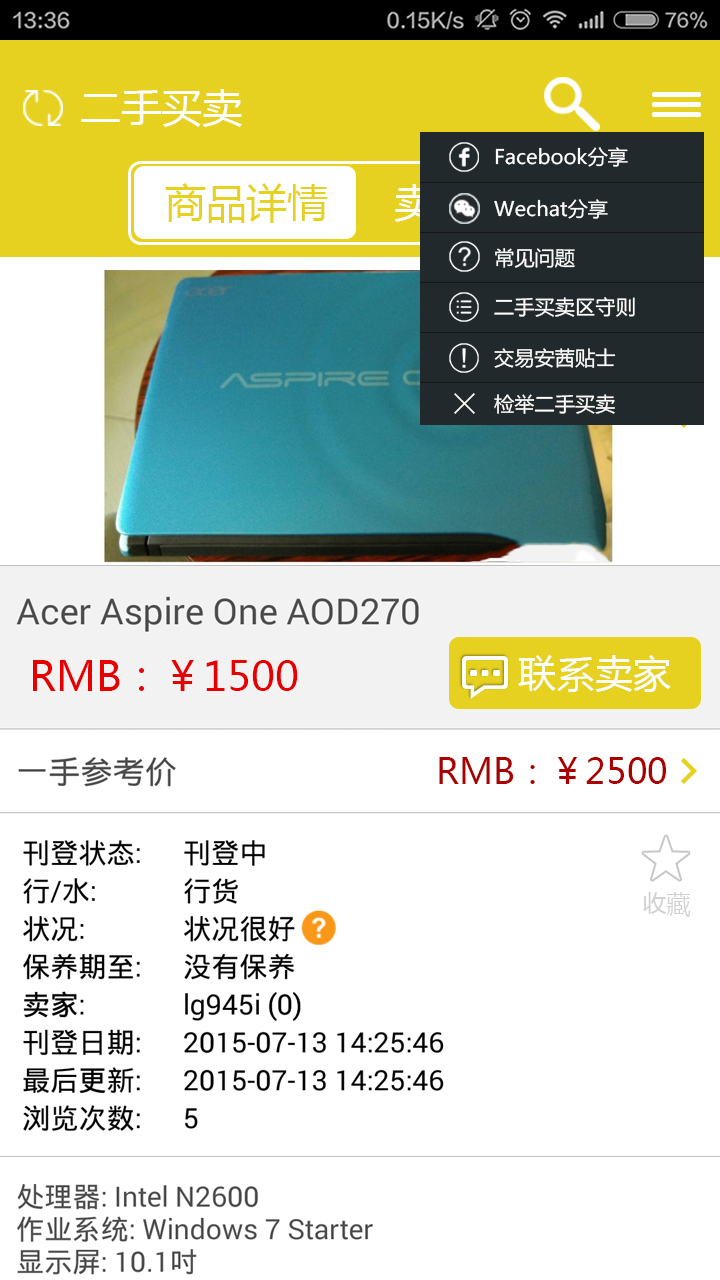 13:36 0.15K/s 76%
二手买卖
商品详情 卖
Facebook分享
Wechat分享
常见问题
二手买卖区守则
交易安茜贴士
检举二手买卖
acer
ASPIRE O
Acer Aspire One AOD270
RMB：￥1500
联系卖家
一手参考价 RMB：￥2500
刊登状态: 刊登中
收藏
行/水: 行货
状况: 状况很好 ?
保养期至: 没有保养
卖家: lg945i (0)
刊登日期: 2015-07-13 14:25:46
最后更新: 2015-07-13 14:25:46
浏览次数: 5
处理器: Intel N2600
作业系统: Windows 7 Starter
显示屏: 10.1吋